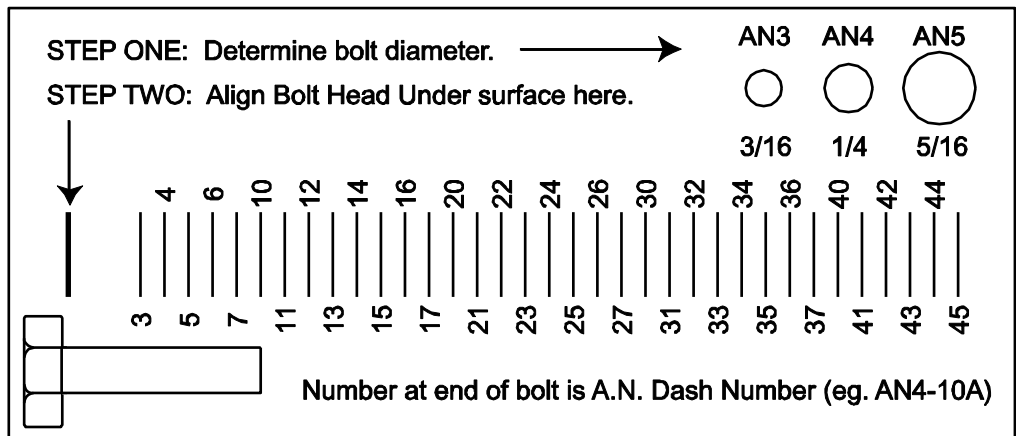 STEP ONE: Determine bolt diameter.
AN3 AN4 AN5
STEP TWO: Align Bolt Head Under surface here.
3/16 1/4 5/16
4 6 10 12 14 16 20 22 24 26 30 32 34 36 40 42 44
3 5 7 11 13 15 17 21 23 25 27 31 33 35 37 41 43 45
Number at end of bolt is A.N. Dash Number (eg. AN4-10A)